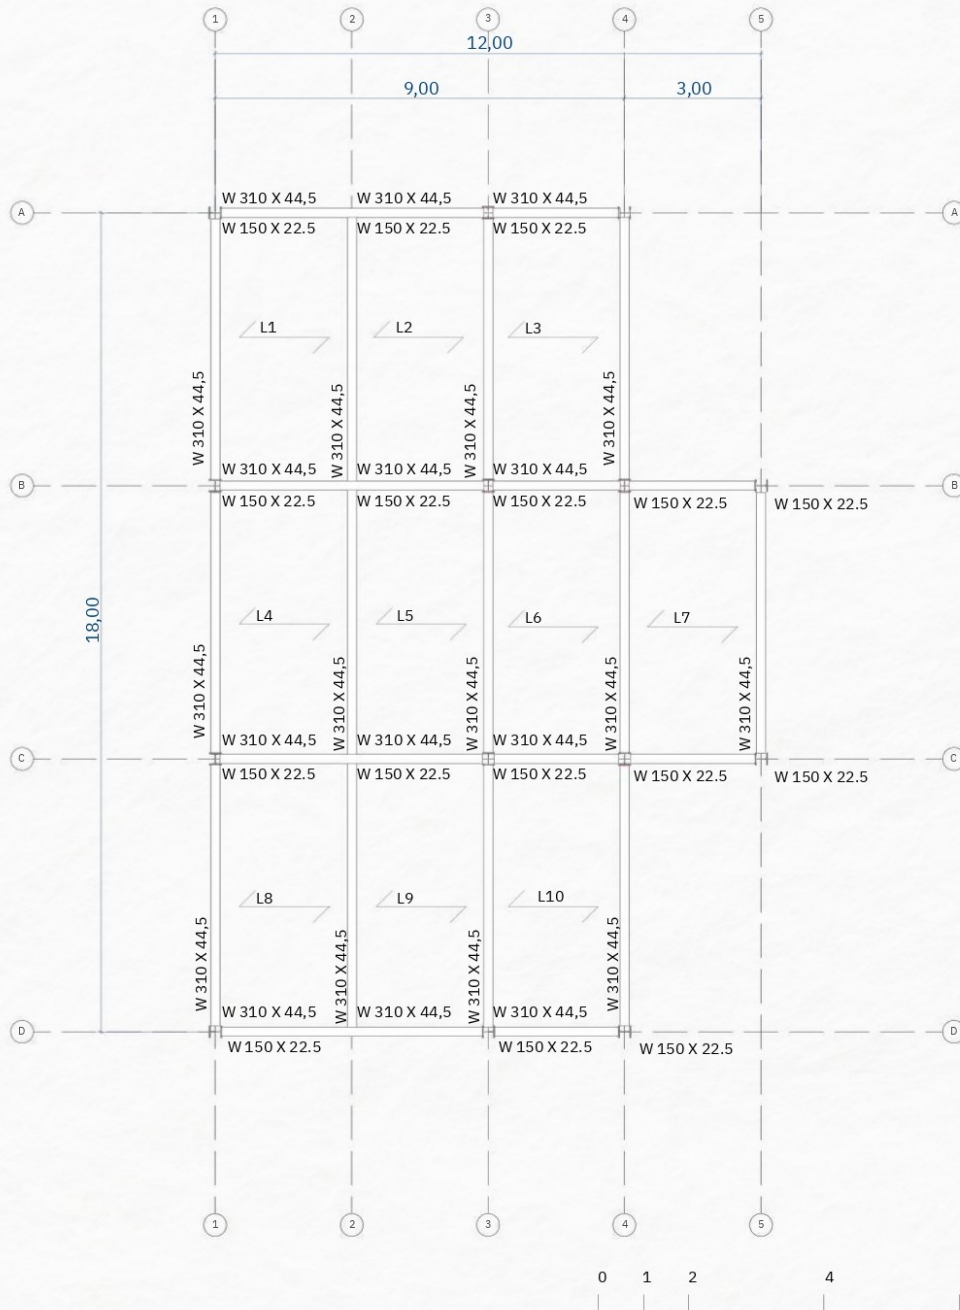 1 2 3 4 5
12,00
9,00 3,00
W 310 X 44,5 W 310 X 44,5 W 310 X 44,5
A A
W 150 X 22.5 W 150 X 22.5 W 150 X 22.5
L1 L2 L3
W 310 X 44,5 W 310 X 44,5 W 310 X 44,5 W 310 X 44,5
W 310 X 44,5 W 310 X 44,5 W 310 X 44,5
B B
W 150 X 22.5 W 150 X 22.5 W 150 X 22.5 W 150 X 22.5 W 150 X 22.5
18,00
L4 L5 L6 L7
W 310 X 44,5 W 310 X 44,5 W 310 X 44,5 W 310 X 44,5 W 310 X 44,5
W 310 X 44,5 W 310 X 44,5 W 310 X 44,5
C C
W 150 X 22.5 W 150 X 22.5 W 150 X 22.5 W 150 X 22.5 W 150 X 22.5
L8 L9 L10
W 310 X 44,5 W 310 X 44,5 W 310 X 44,5 W 310 X 44,5
W 310 X 44,5 W 310 X 44,5 W 310 X 44,5
D D
W 150 X 22.5 W 150 X 22.5 W 150 X 22.5
1 2 3 4 5
0 1 2 4